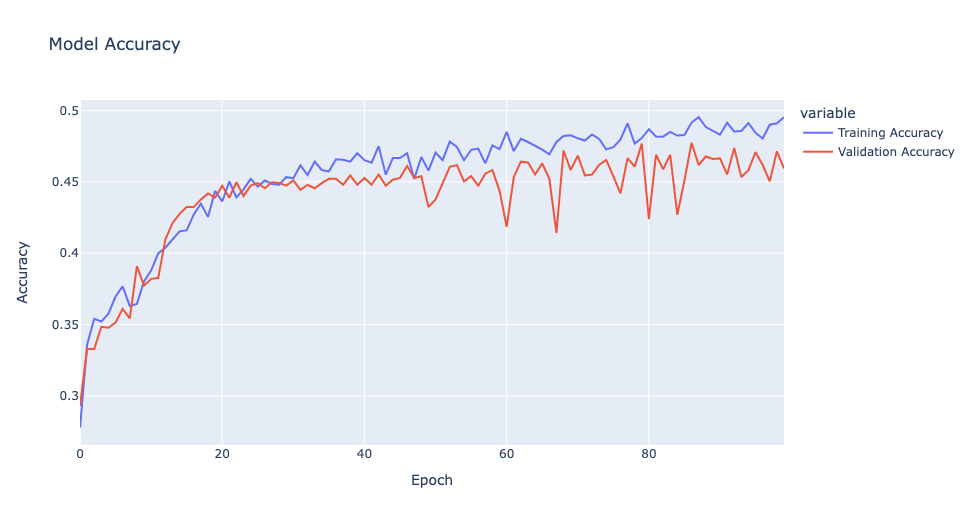 Model Accuracy
variable
Training Accuracy
Validation Accuracy
0.5
0.45
0.4
0.35
0.3
Accuracy
0 20 40 60 80
Epoch